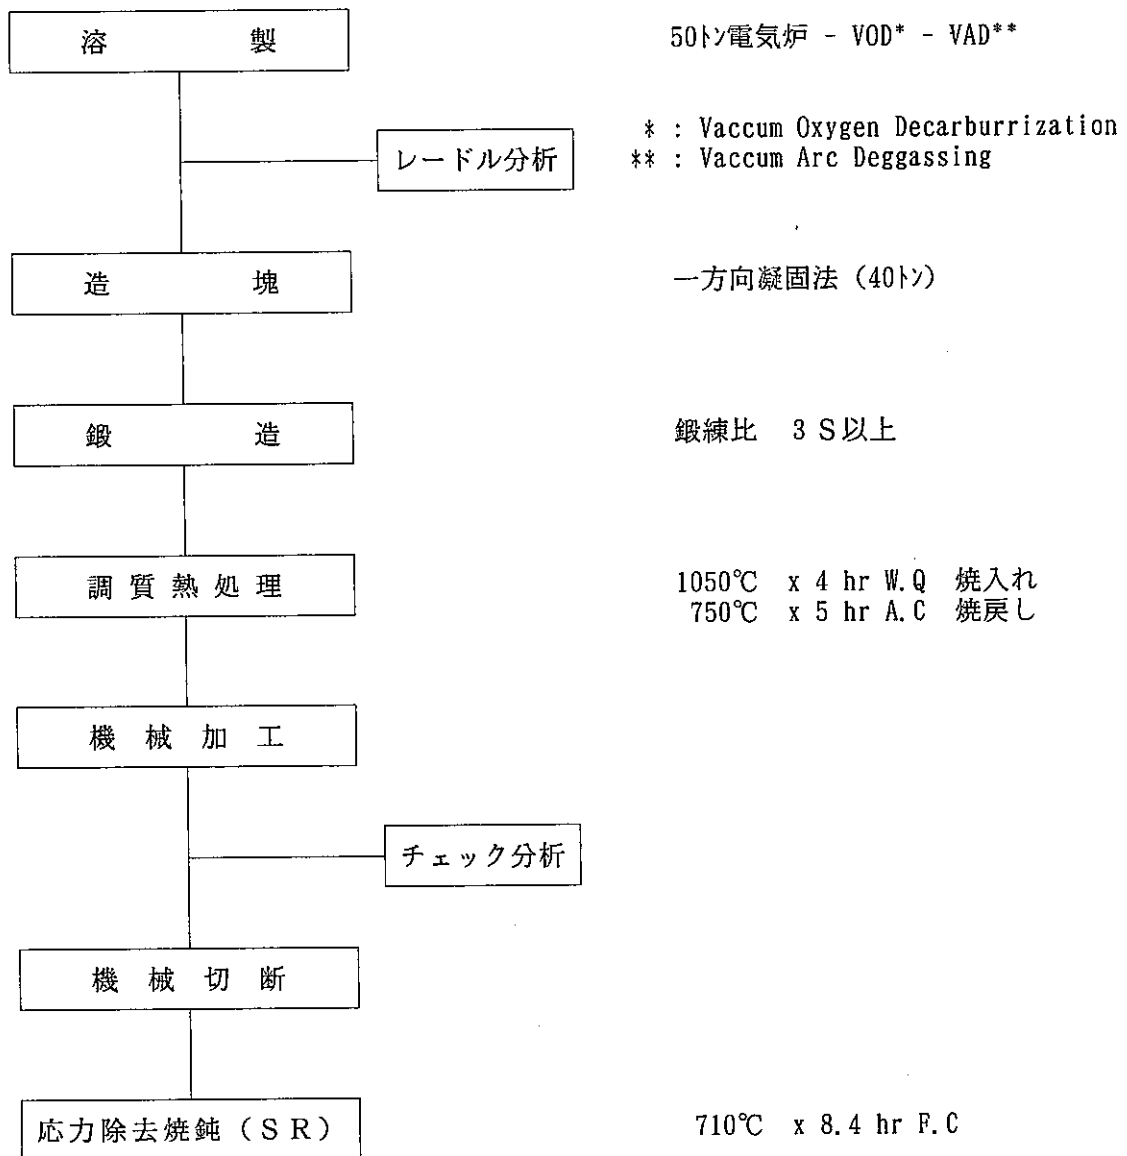 溶製
50トン電気炉 - VOD* - VAD**
* : Vaccum Oxygen Decarburrization
** : Vaccum Arc Deggassing
レードル分析
造塊
一方向凝固法 (40トン)
鍛造
鍛練比 3S以上
調質熱処理
1050℃ x 4 hr W.Q 焼入れ
750℃ x 5 hr A.C 焼戻し
機械加工
チェック分析
機械切断
応力除去焼鈍(SR)
710℃ x 8.4 hr F.C